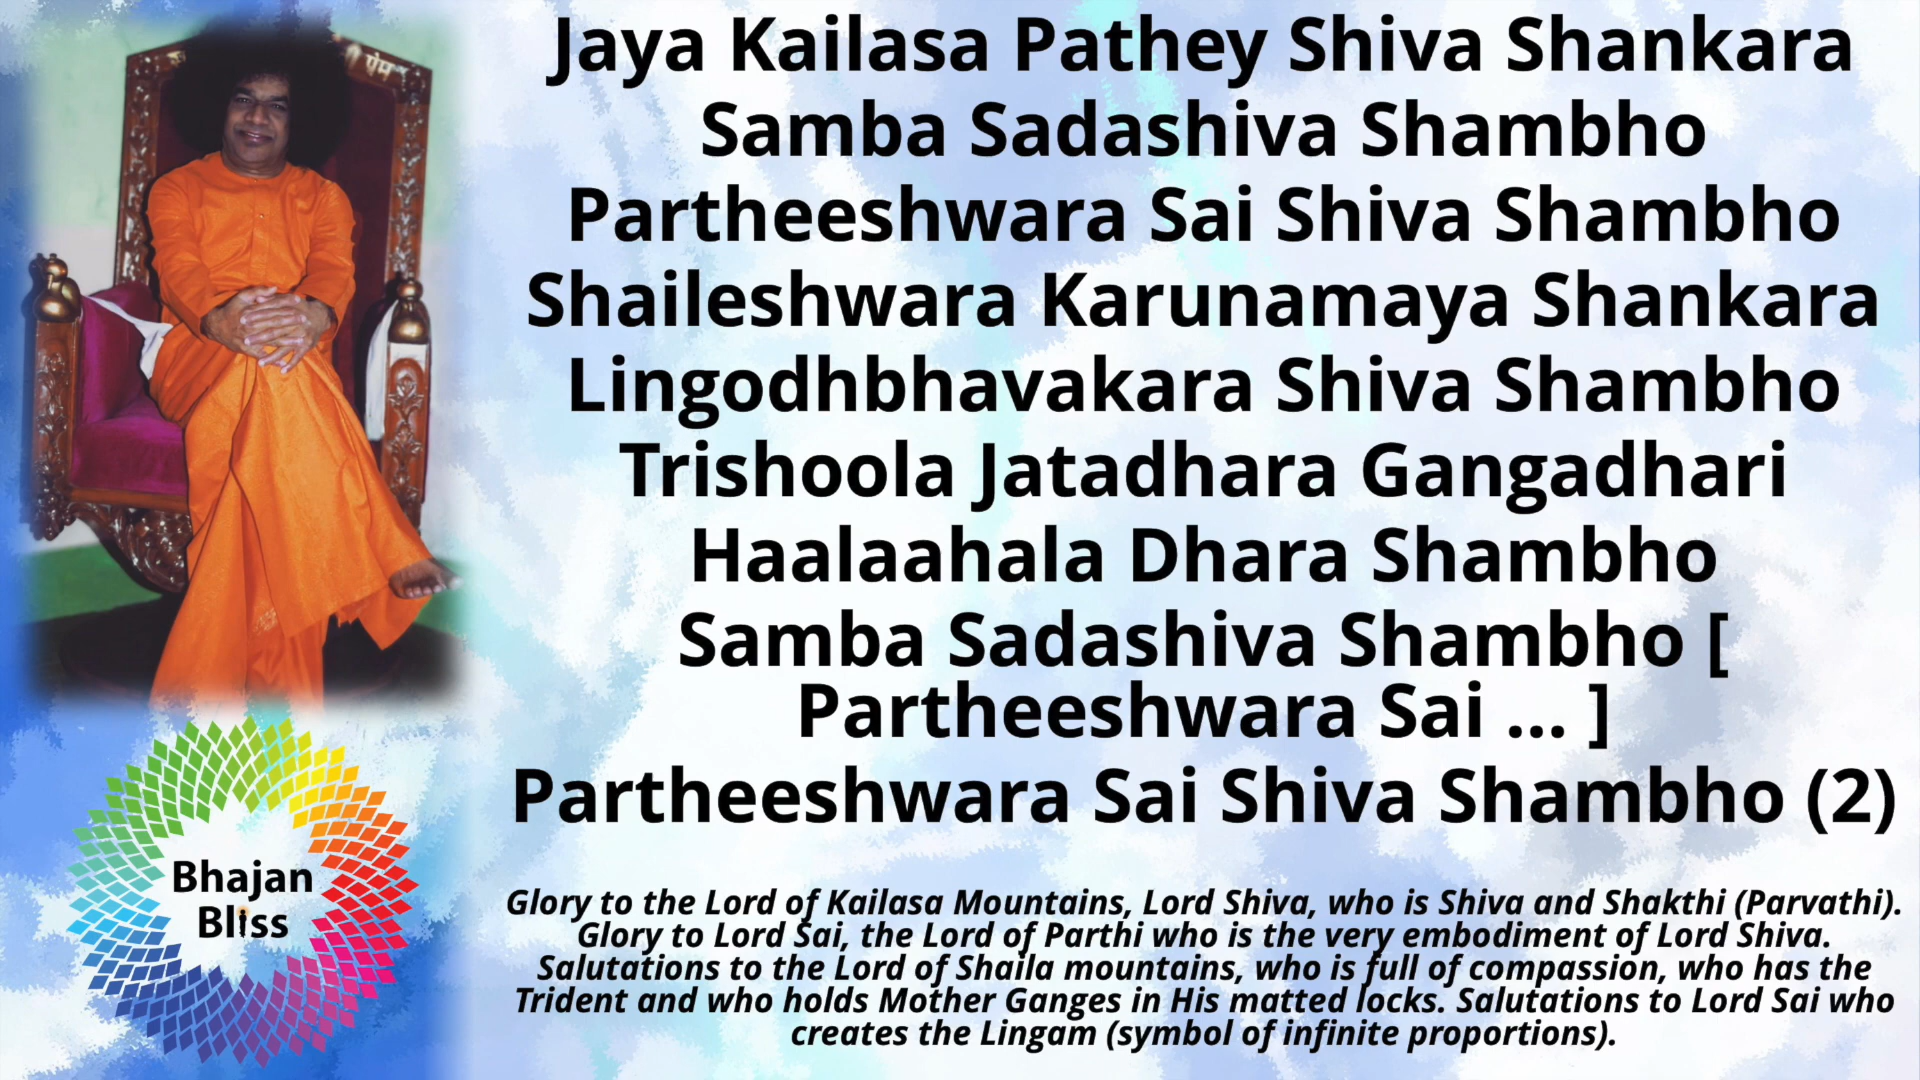 Jaya Kailasa Pathey Shiva Shankara
Samba Sadashiva Shambho
Partheeshwara Sai Shiva Shambho
Shaileshwara Karunamaya Shankara
Lingodhbhavakara Shiva Shambho
Trishoola Jatadhara Gangadhari
Haalaahala Dhara Shambho
Samba Sadashiva Shambho [
Partheeshwara Sai ... ]
Partheeshwara Sai Shiva Shambho (2)
Glory to the Lord of Kailasa Mountains, Lord Shiva, who is Shiva and Shakthi (Parvathi).
Glory to Lord Sai, the Lord of Parthi who is the very embodiment of Lord Shiva.
Salutations to the Lord of Shaila mountains, who is full of compassion, who has the
Trident and who holds Mother Ganges in His matted locks. Salutations to Lord Sai who
creates the Lingam (symbol of infinite proportions).
Bhajan
Bliss